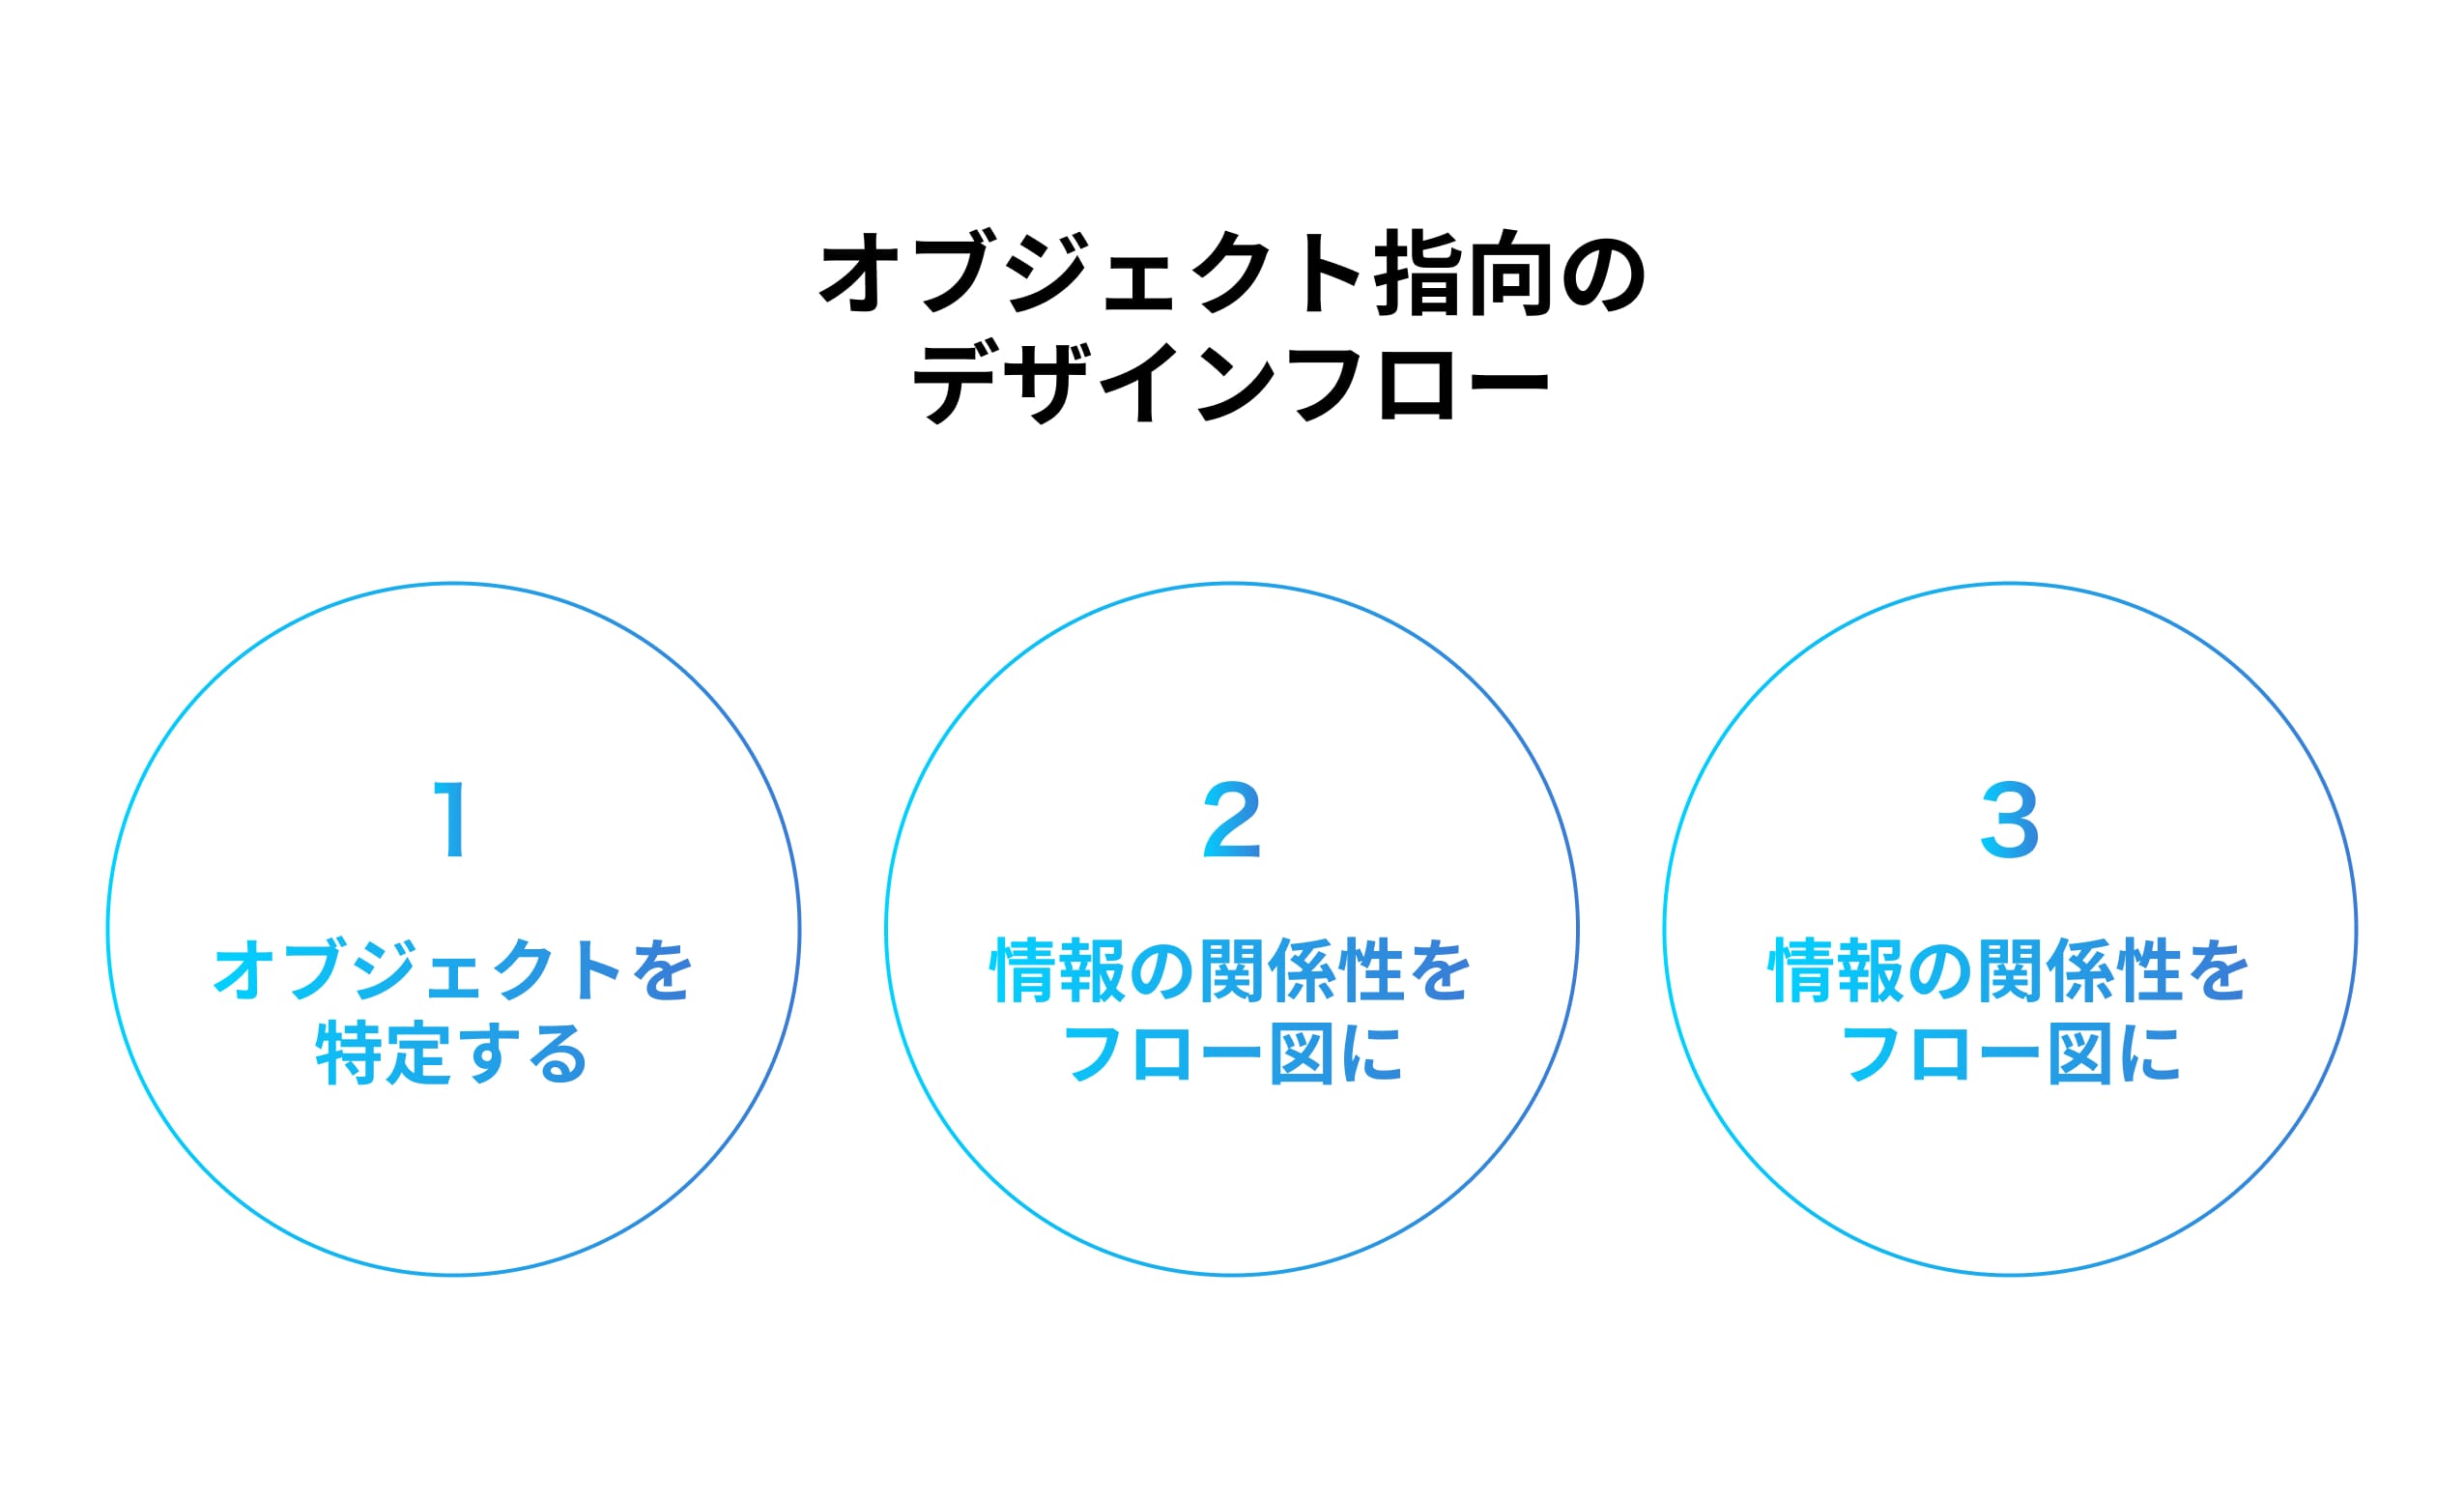 オブジェクト指向の
デザインフロー
1
オブジェクトを
特定する
2
情報の関係性を
フロー図に
3
情報の関係性を
フロー図に